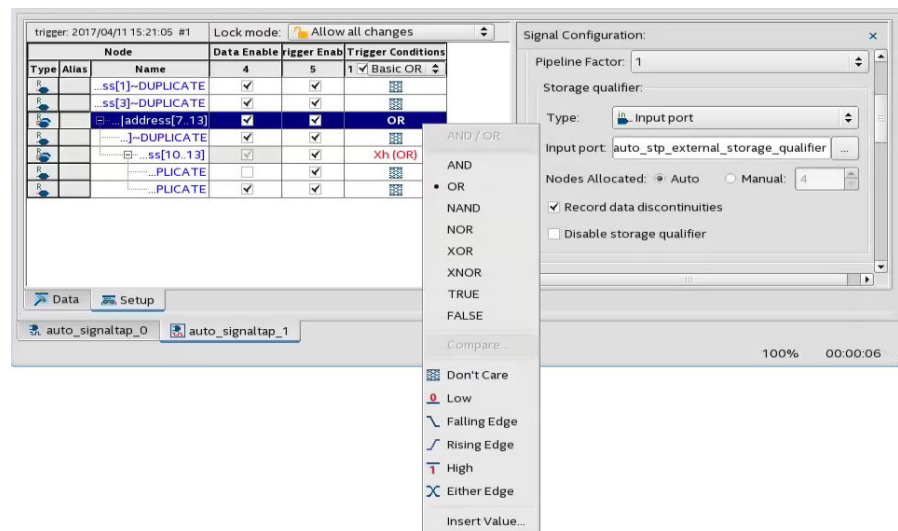 trigger: 2017/04/11 15:21:05 #1
Lock mode:
Allow all changes
Node
Data Enable
rigger Enab
Trigger Conditions
Type
Alias
Name
4
5
1
Basic OR
...ss[1]~DUPLICATE
...ss[3]~DUPLICATE
...|address[7..13]
OR
...]~DUPLICATE
...ss[10..13]
Xh (OR)
...PLICATE
...PLICATE
Data
Setup
auto_signaltap_0
auto_signaltap_1
AND / OR
AND
OR
NAND
NOR
XOR
XNOR
TRUE
FALSE
Compare...
Don't Care
Low
Falling Edge
Rising Edge
High
Either Edge
Insert Value...
Signal Configuration:
Pipeline Factor:
1
Storage qualifier:
Type:
Input port
Input port:
auto_stp_external_storage_qualifier
...
Nodes Allocated:
Auto
Manual:
4
Record data discontinuities
Disable storage qualifier
100%
00:00:06